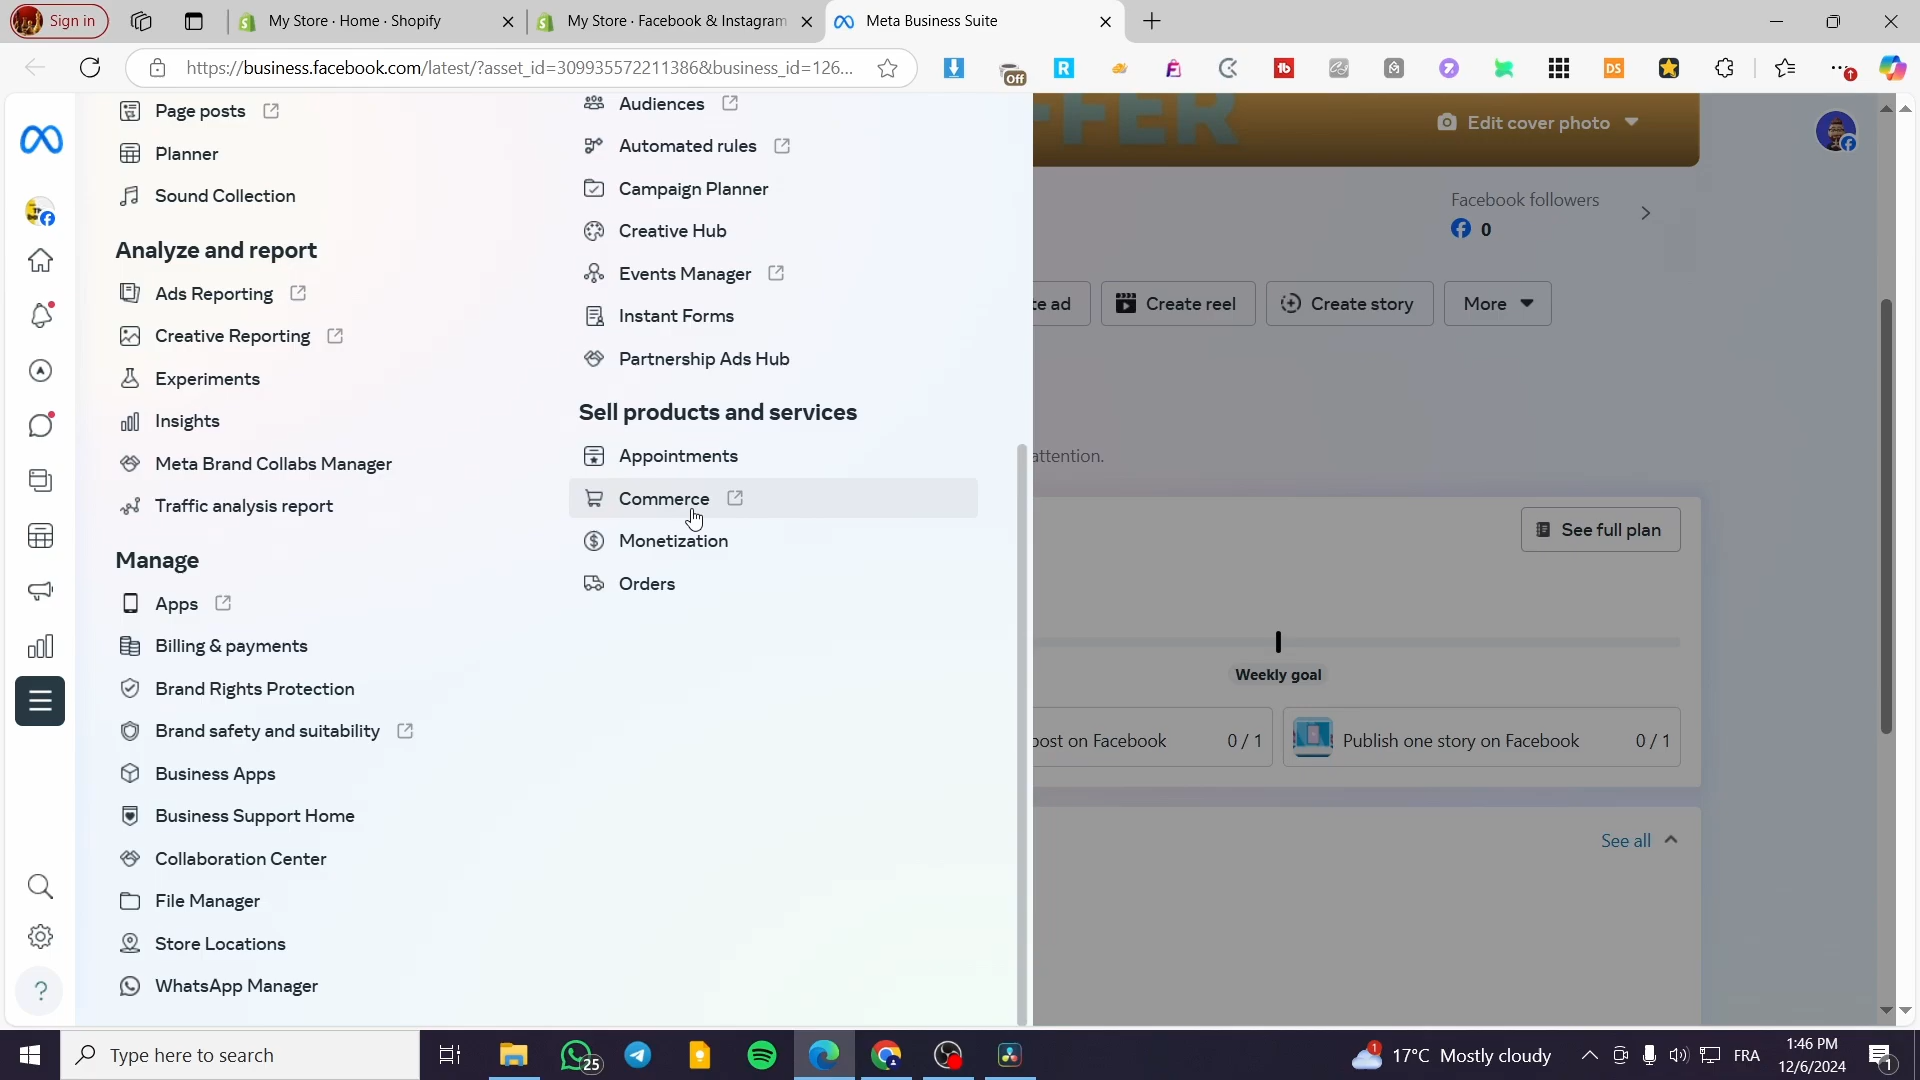 Sign in
My Store · Home · Shopify
My Store · Facebook & Instagram
Meta Business Suite
https://business.facebook.com/latest/?asset_id=309935572211386&business_id=126...
Off
Page posts
Planner
Sound Collection
Analyze and report
Ads Reporting
Creative Reporting
Experiments
Insights
Meta Brand Collabs Manager
Traffic analysis report
Manage
Apps
Billing & payments
Brand Rights Protection
Brand safety and suitability
Business Apps
Business Support Home
Collaboration Center
File Manager
Store Locations
WhatsApp Manager
Audiences
Automated rules
Campaign Planner
Creative Hub
Events Manager
Instant Forms
Partnership Ads Hub
Sell products and services
Appointments
Commerce
Monetization
Orders
FFER
Edit cover photo
Facebook followers
0
te ad
Create reel
Create story
More
attention.
See full plan
Weekly goal
post on Facebook
0 / 1
Publish one story on Facebook
0 / 1
See all
Type here to search
25
1
17°C Mostly cloudy
FRA
1:46 PM
12/6/2024
1